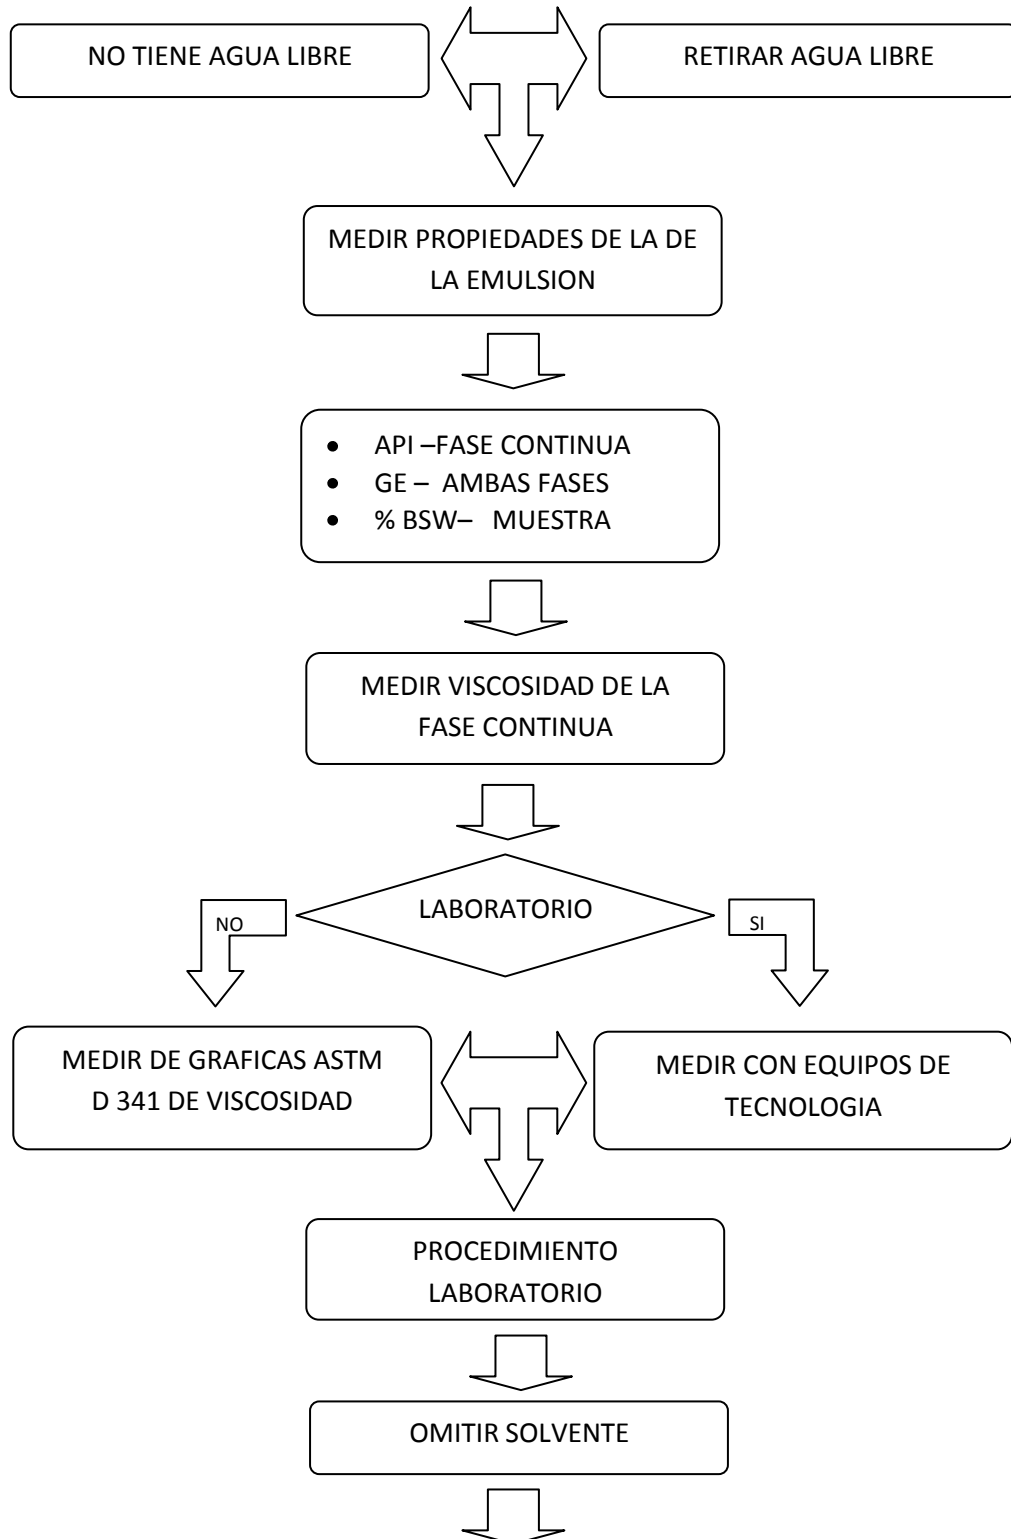 NO TIENE AGUA LIBRE
RETIRAR AGUA LIBRE
MEDIR PROPIEDADES DE LA DE
LA EMULSION
• API –FASE CONTINUA
• GE – AMBAS FASES
• % BSW– MUESTRA
MEDIR VISCOSIDAD DE LA
FASE CONTINUA
LABORATORIO
NO
SI
MEDIR DE GRAFICAS ASTM
D 341 DE VISCOSIDAD
MEDIR CON EQUIPOS DE
TECNOLOGIA
PROCEDIMIENTO
LABORATORIO
OMITIR SOLVENTE